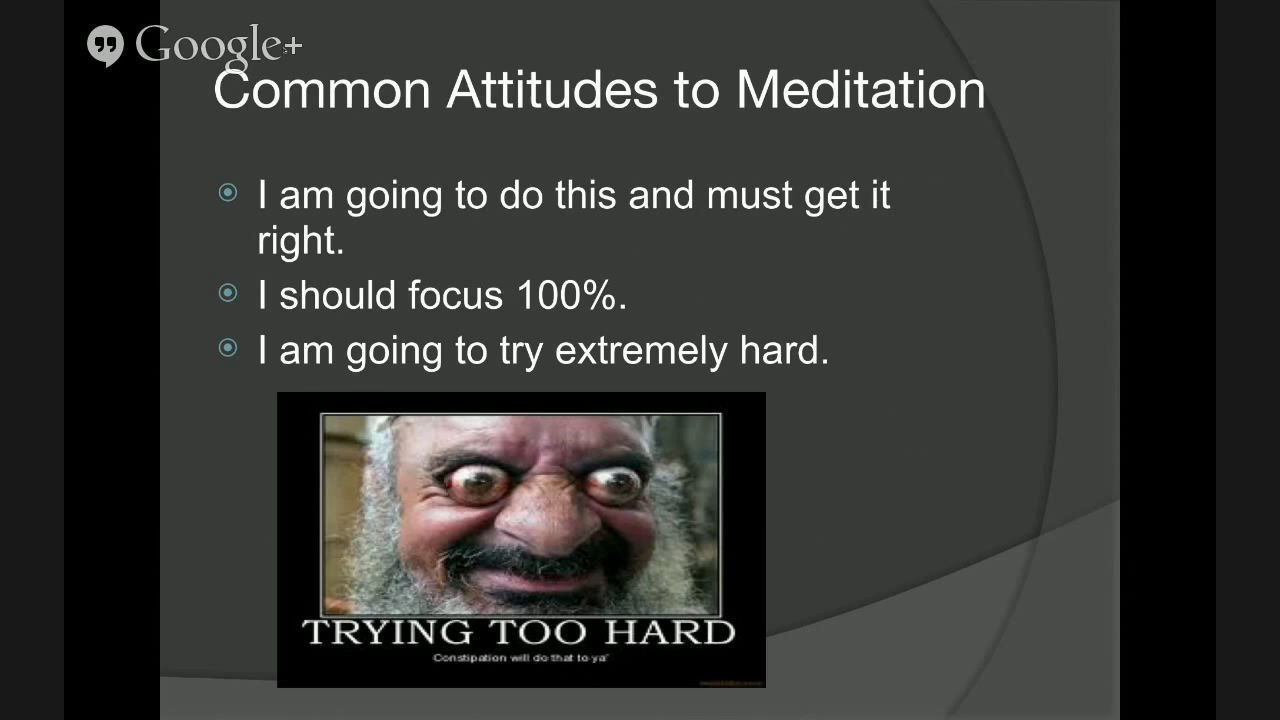 Google+
Common Attitudes to Meditation
I am going to do this and must get it
right.
I should focus 100%.
I am going to try extremely hard.
TRYING TOO HARD
Constipation will do that to ya'